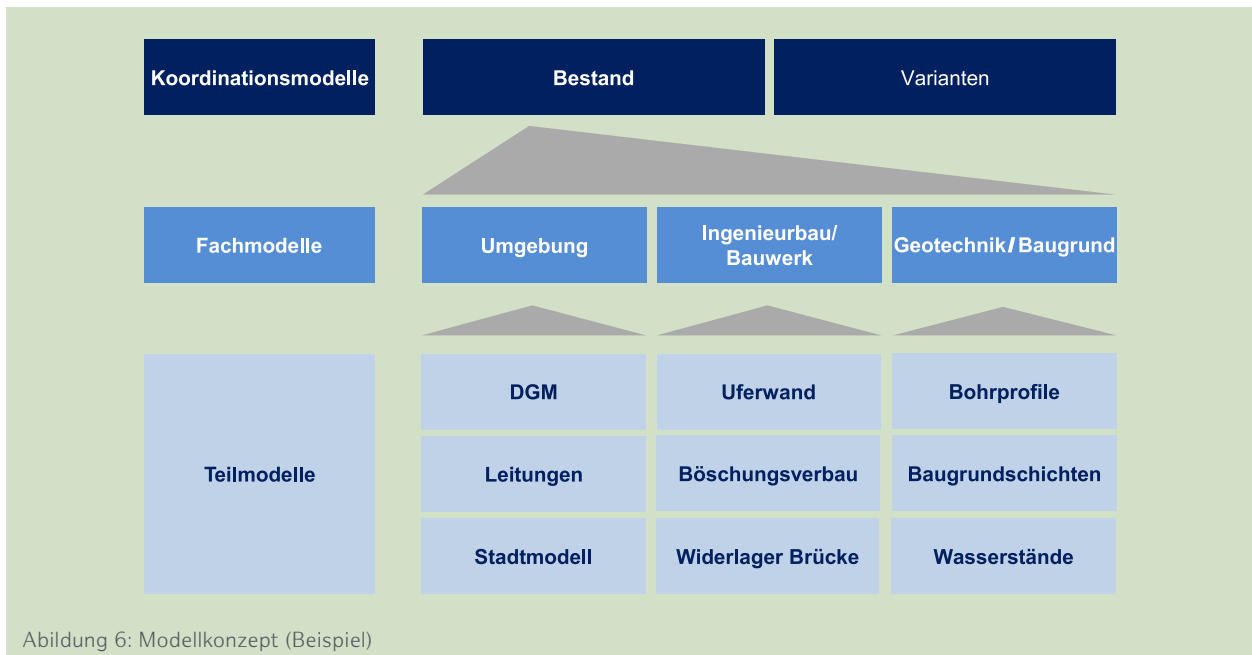 Koordinationsmodelle
Bestand
Varianten
Fachmodelle
Umgebung
Ingenieurbau/
Bauwerk
Geotechnik/Baugrund
Teilmodelle
DGM
Uferwand
Bohrprofile
Leitungen
Böschungsverbau
Baugrundschichten
Stadtmodell
Widerlager Brücke
Wasserstände
Abildung 6: Modellkonzept (Beispiel)